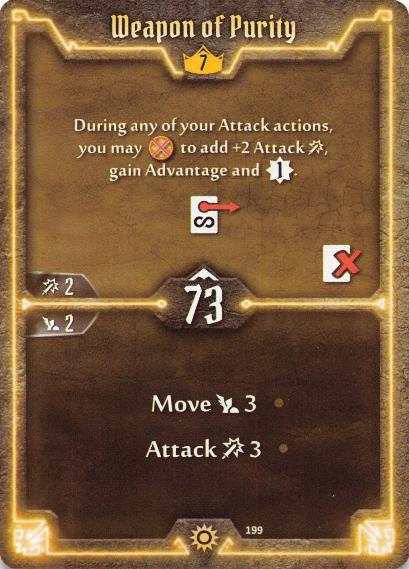 Weapon of Purity
7
During any of your Attack actions,
you may to add +2 Attack ,
gain Advantage and 1.
S
2
73
2
Move 3
Attack 3
199